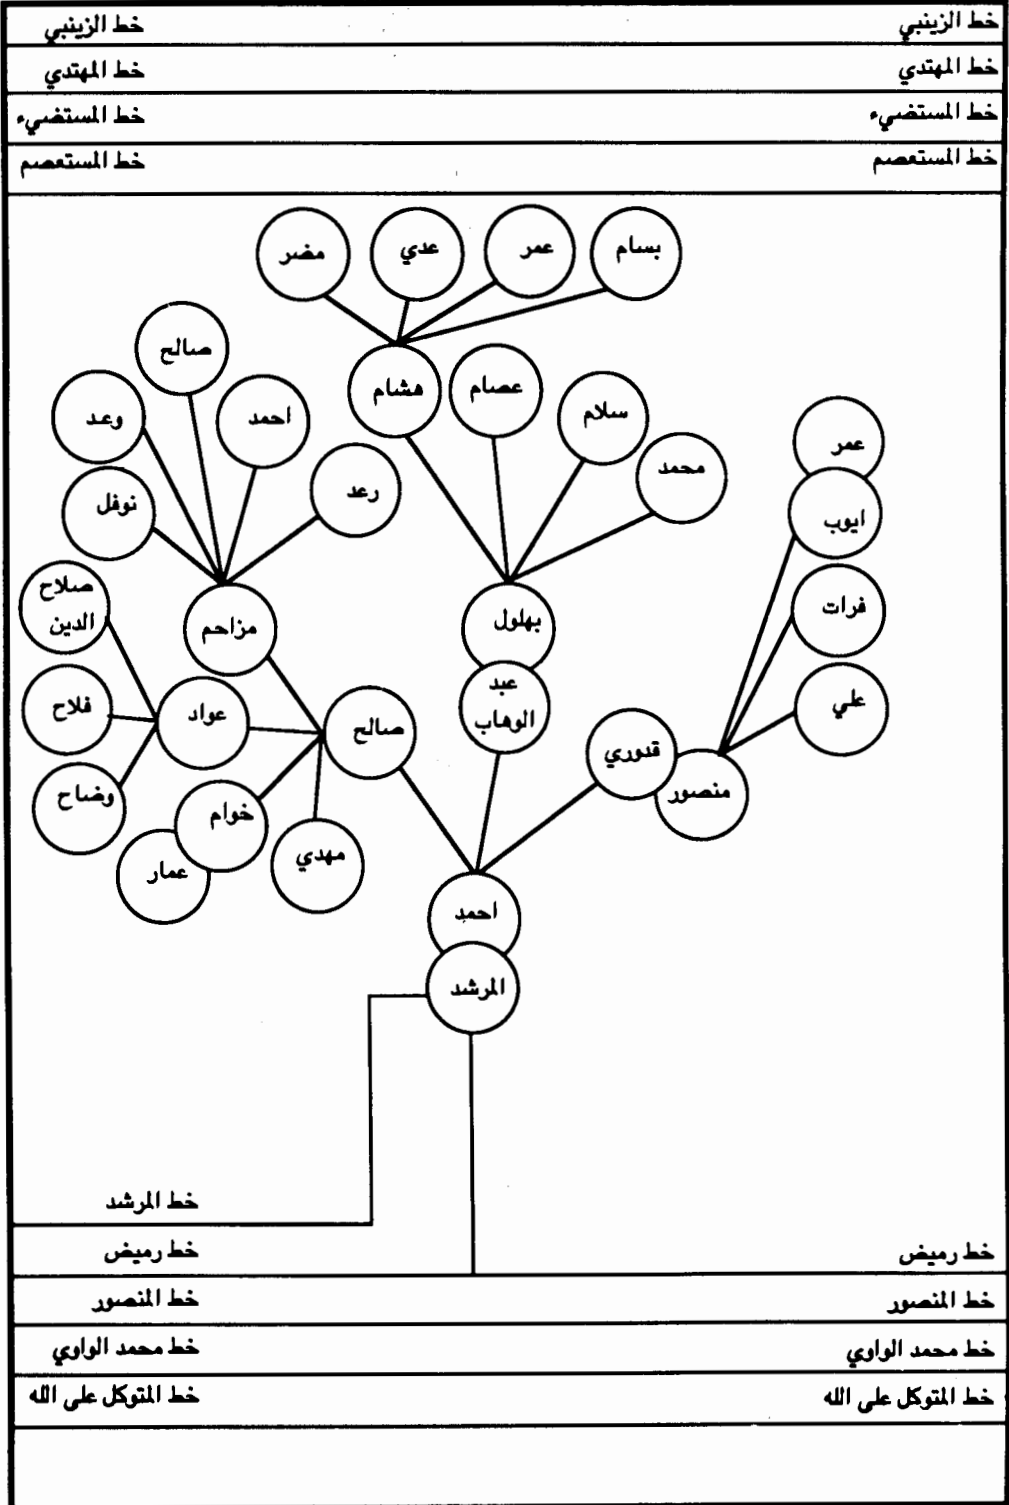 خط الزينبي خط الزينبي
خط المهتدي خط المهتدي
خط المستضيء خط المستضيء
خط المستعصم خط المستعصم
بسام
عمر
عدي
مضر
هشام
عصام
سلام
محمد
صالح
احمد
وعد
رعد
نوفل
عمر
ايوب
فرات
علي
صلاح
الدين
مزاحم
بهلول
عبد
الوهاب
فلاح
عواد
صالح
قدوري
منصور
وضاح
خوام
عمار
مهدي
احمد
المرشد
خط المرشد
خط رميض خط رميض
خط المنصور خط المنصور
خط محمد الواوي خط محمد الواوي
خط المتوكل على الله خط المتوكل على الله